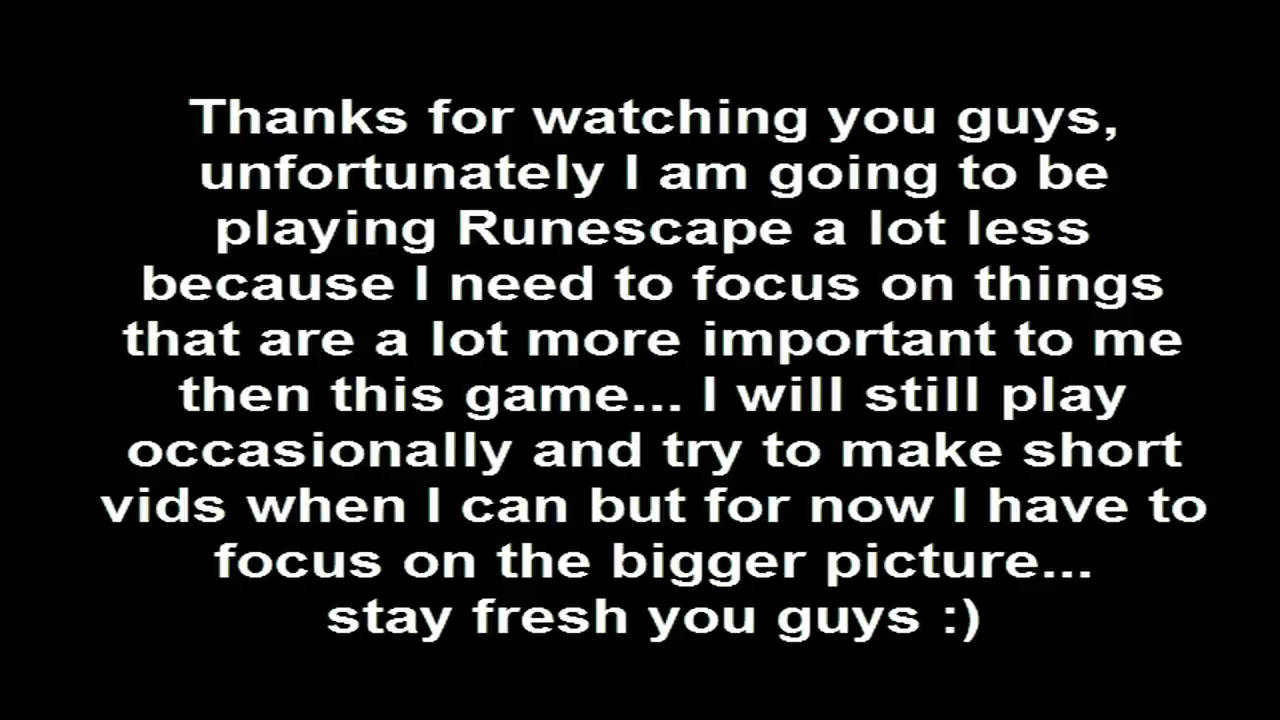 Thanks for watching you guys,
unfortunately I am going to be
playing Runescape a lot less
because I need to focus on things
that are a lot more important to me
then this game... I will still play
occasionally and try to make short
vids when I can but for now I have to
focus on the bigger picture...
stay fresh you guys :)